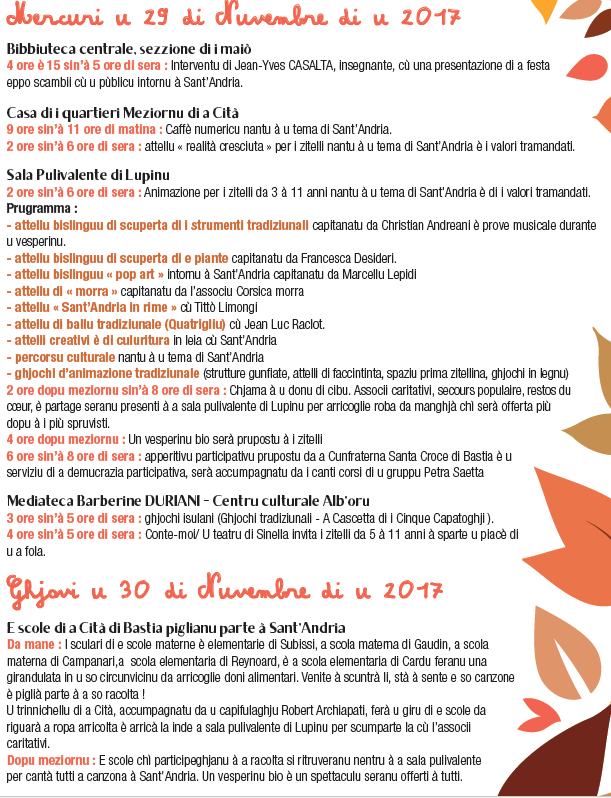 Mercuri u 29 di Nuvembre di u 2017
Bibbiuteca centrale, sezzione di i maiò
4 ore è 15 sin'à 5 ore di sera : Interventu di Jean-Yves CASALTA, insegnante, cù una presentazione di a festa
eppo scambii cù u pùblicu intornu à Sant'Andria.
Casa di i quartieri Meziornu di a Cità
9 ore sin'à 11 ore di matina : Caffè numericu nantu à u tema di Sant'Andria.
2 ore sin'à 6 ore di sera : attellu « realità cresciuta » per i zitelli nantu à u tema di Sant'Andria è i valori tramandati.
Sala Pulivalente di Lupinu
2 ore sin'à 6 ore di sera : Animazione per i zitelli da 3 à 11 anni nantu à u tema di Sant'Andria è di i valori tramandati.
Prugramma :
- attellu bislinguu di scuperta di i strumenti tradiziunali capitanatu da Christian Andreani è prove musicale durante
u vesperinu.
- attellu bislinguu di scuperta di e piante capitanatu da Francesca Desideri.
- attellu bislinguu « pop art » intornu à Sant'Andria capitanatu da Marcellu Lepidi
- attellu di « morra » capitanatu da l'associu Corsica morra
- attellu « Sant'Andria in rime » cù Tittò Limongi
- attellu di ballu tradiziunale (Quatrigliu) cù Jean Luc Raclot.
- attelli creativi è di culuritura in leia cù Sant'Andria
- percorsu culturale nantu à u tema di Sant'Andria
- ghjochi d'animazione tradiziunale (strutture gunfiate, attelli di faccintinta, spaziu prima zitellina, ghjochi in legnu)
2 ore dopu meziornu sin'à 8 ore di sera : Chjama à u donu di cibu. Associi caritativi, secours populaire, restos du
cœur, è partage seranu presenti à a sala pulivalente di Lupinu per arricoglie roba da manghjà chì serà offerta più
dopu à i più spruvisti.
4 ore dopu meziornu : Un vesperinu bio serà prupostu à i zitelli
6 ore sin'à 8 ore di sera : apperitivu participativu prupostu da a Cunfraterna Santa Croce di Bastia è u
serviziu di a demucrazia participativa, serà accumpagnatu da i canti corsi di u gruppu Petra Saetta
Mediateca Barberine DURIANI - Centru culturale Alb'oru
3 ore sin'à 5 ore di sera : ghjochi isulani (Ghjochi tradiziunali - A Cascetta di i Cinque Capatoghji ).
4 ore sin'à 5 ore di sera : Conte-moi/ U teatru di Sinella invita i zitelli da 5 à 11 anni à sparte u piacè di
u a fola.
Ghjovi u 30 di Nuvembre di u 2017
E scole di a Cità di Bastia piglianu parte à Sant'Andria
Da mane : I sculari di e scole materne è elementarie di Subissi, a scola materna di Gaudin, a scola
materna di Campanari,a scola elementaria di Reynoard, è a scola elementaria di Cardu feranu una
girandulata in u so circunvicinu da arricoglie doni alimentari. Venite à scuntrà li, stà à sente e so canzone
è piglià parte à a so racolta !
U trinnichellu di a Cità, accumpagnatu da u capifulaghju Robert Archiapati, ferà u giru di e scole da
riguarà a ropa arricolta è arricà la inde a sala pulivalente di Lupinu per scumparte la cù l'associi
caritativi.
Dopu meziornu : E scole chì participeghjanu à a racolta si ritruveranu nentru à a sala pulivalente
per cantà tutti a canzona à Sant'Andria. Un vesperinu bio è un spettaculu seranu offerti à tutti.